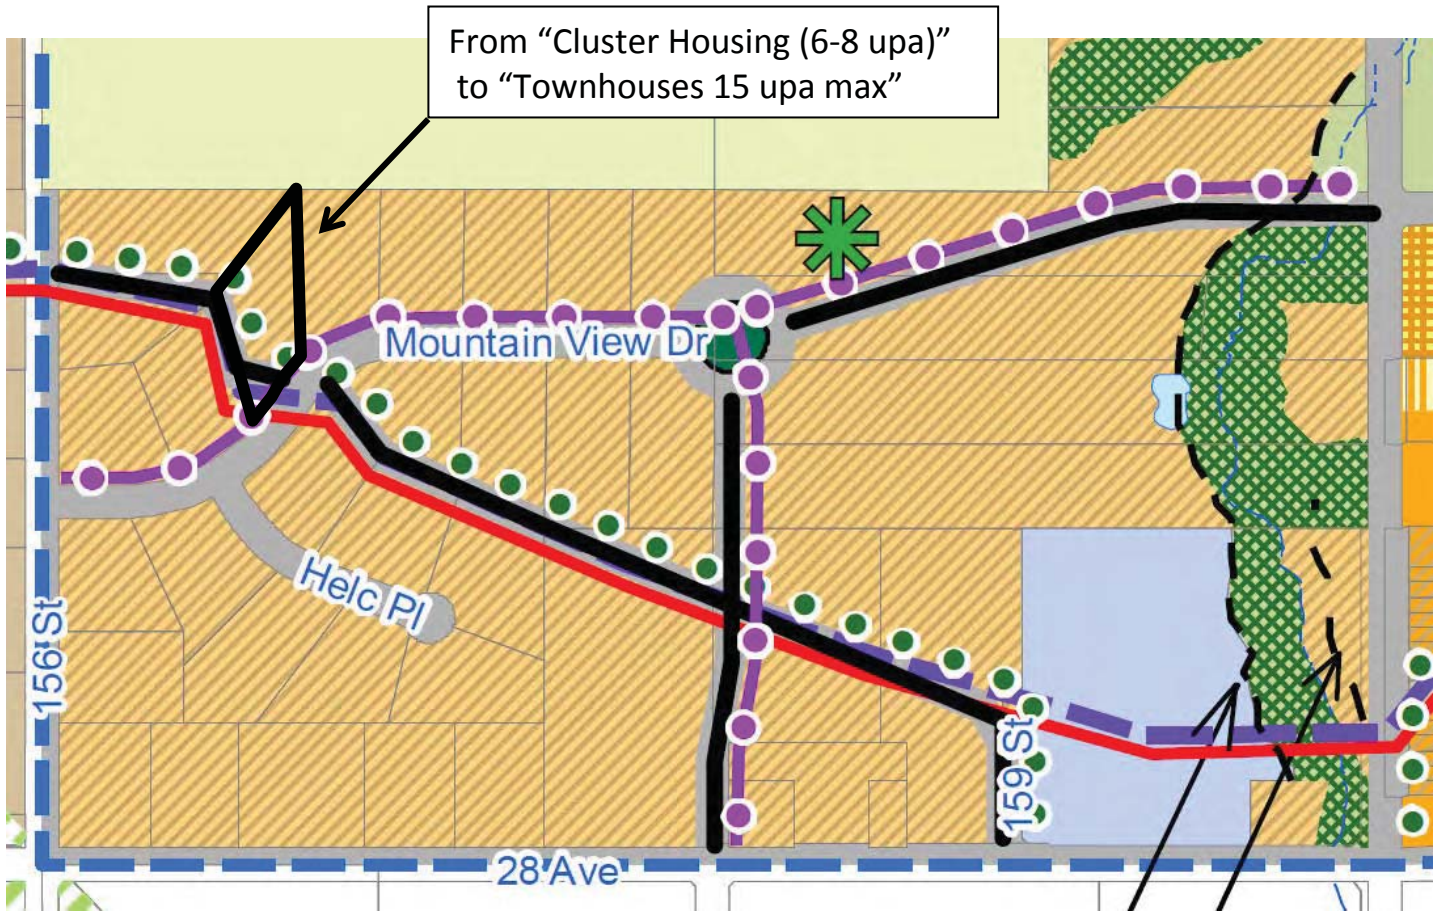 From “Cluster Housing (6-8 upa)”
to “Townhouses 15 upa max”
Mountain View Dr
Helc Pl
156 St
159 St
28 Ave